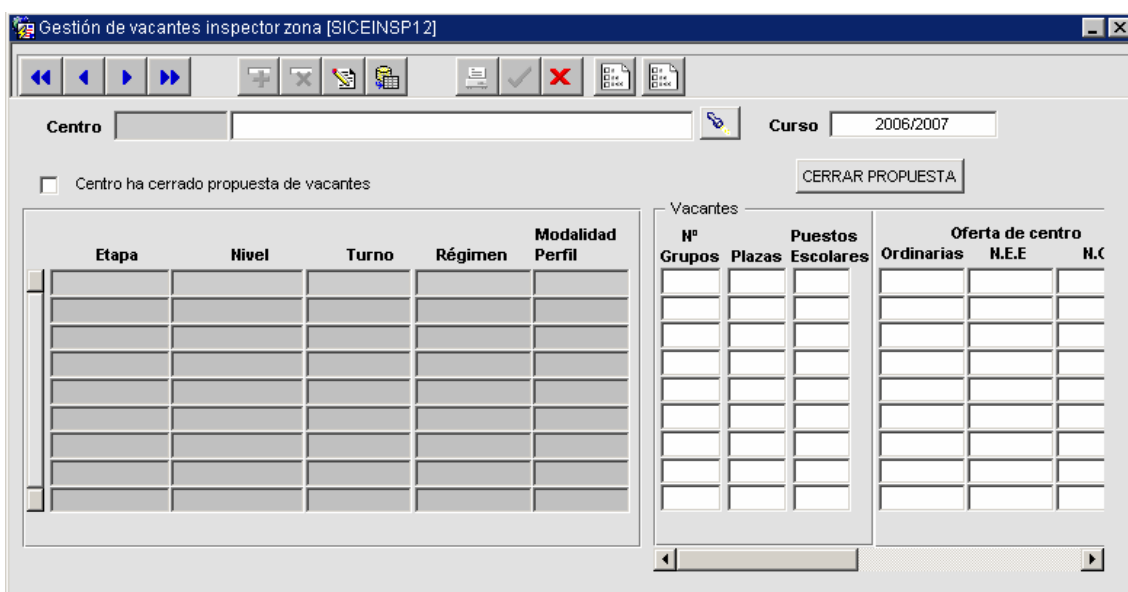 Gestión de vacantes inspector zona [SICEINSP12]
Centro Curso 2006/2007
Centro ha cerrado propuesta de vacantes CERRAR PROPUESTA
Vacantes
Modalidad Nº Puestos Oferta de centro
Etapa Nivel Turno Régimen Perfil Grupos Plazas Escolares Ordinarias N.E.E